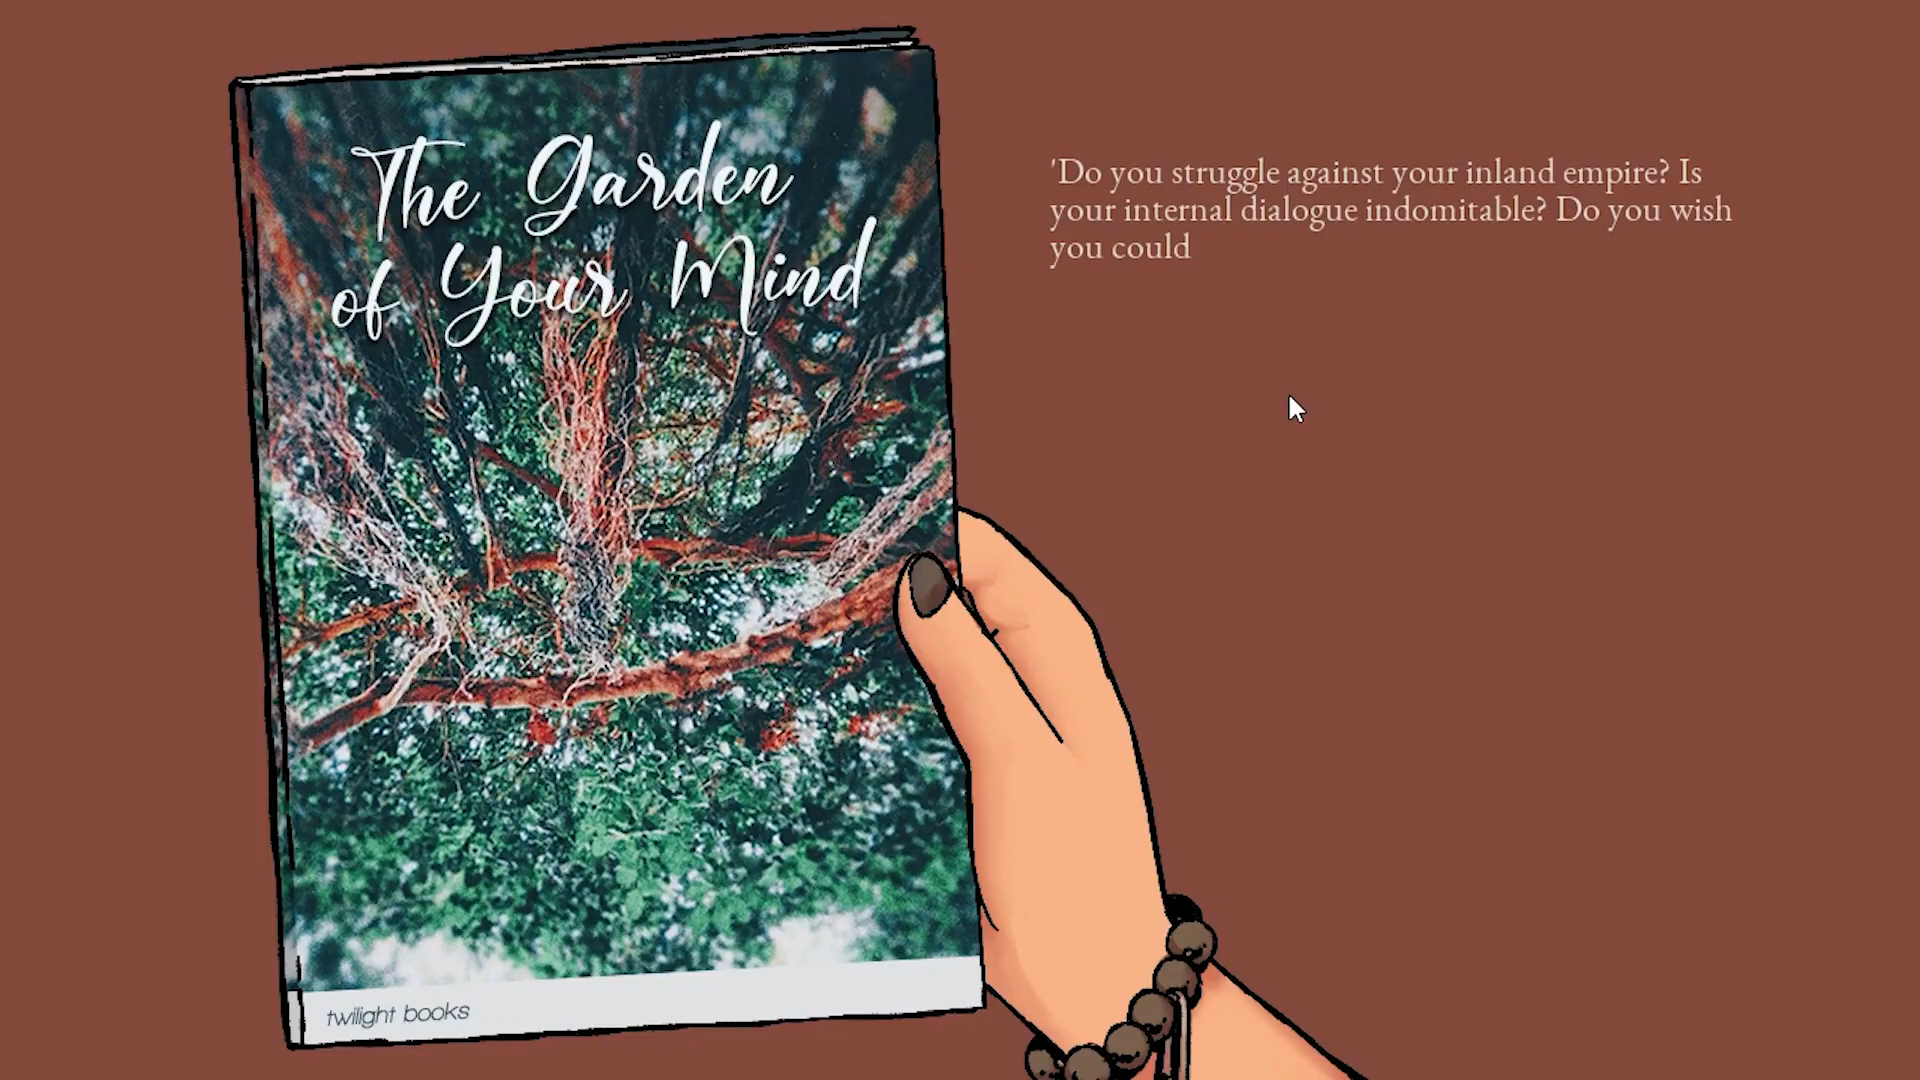 The Garden
of Your Mind
twilight books
'Do you struggle against your inland empire? Is
your internal dialogue indomitable? Do you wish
you could